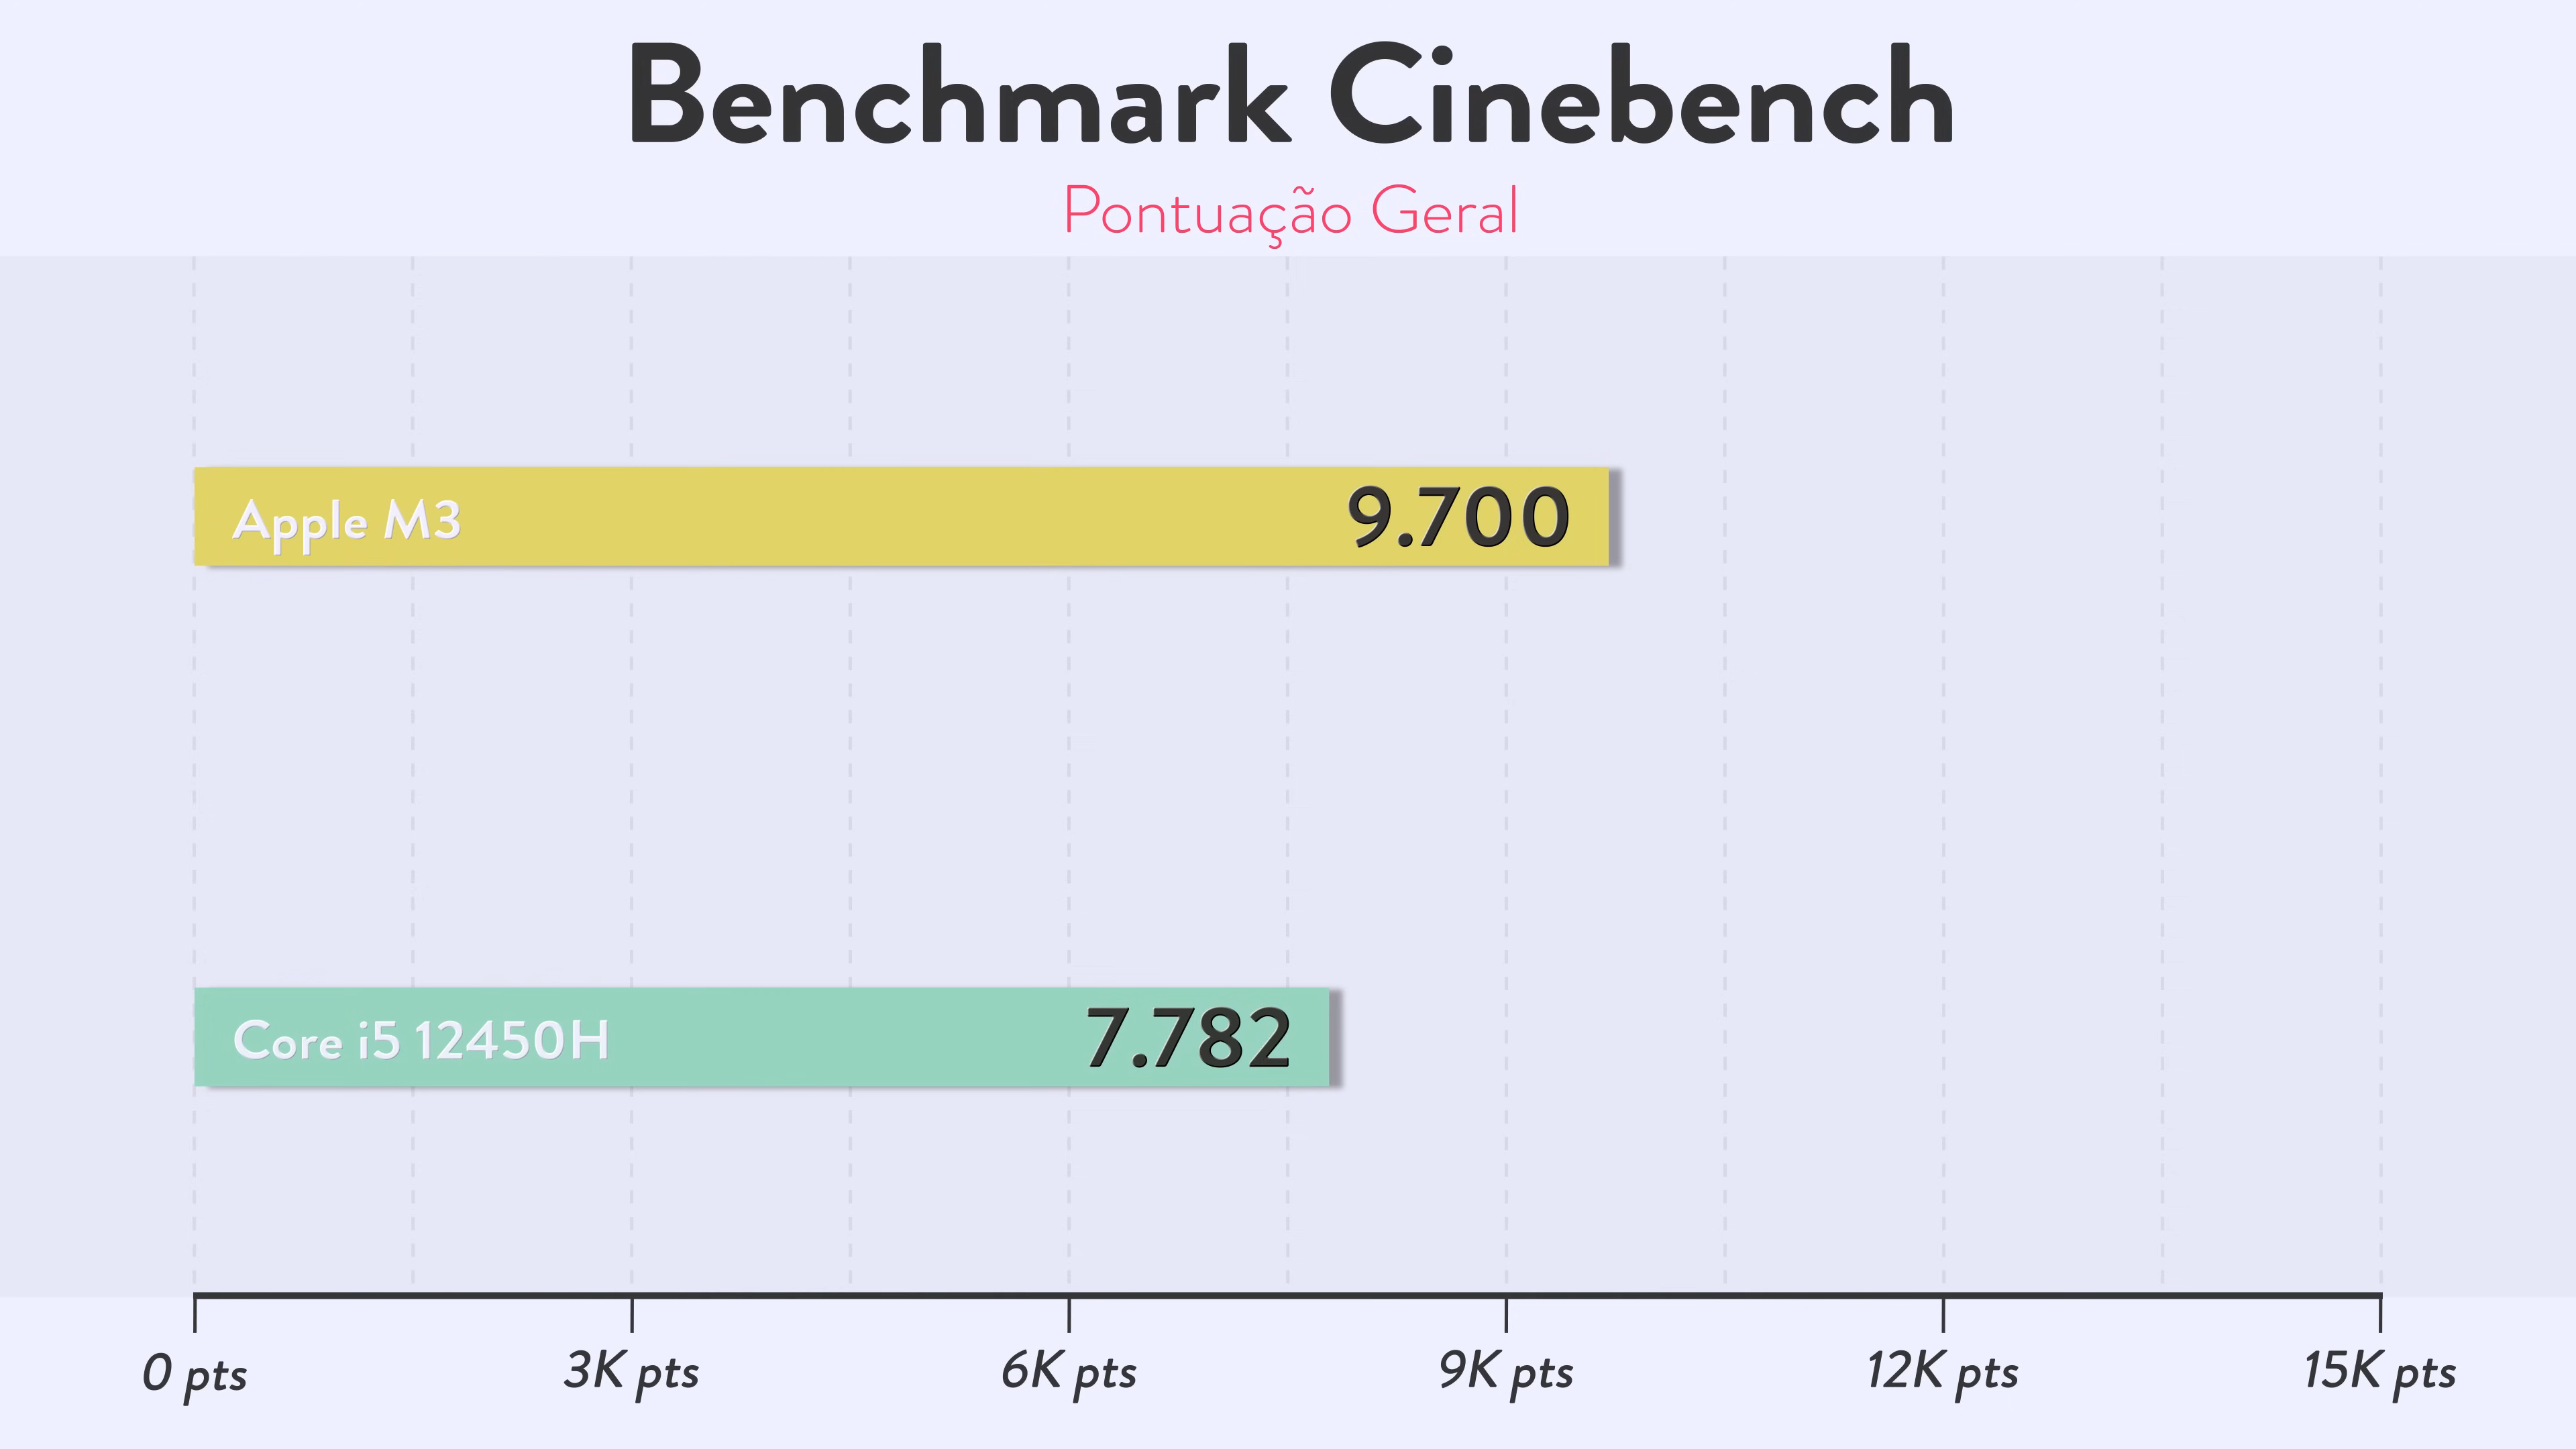 Benchmark Cinebench
Pontuação Geral
Apple M3 9.700
Core i5 12450H 7.782
0 pts 3K pts 6K pts 9K pts 12K pts 15K pts